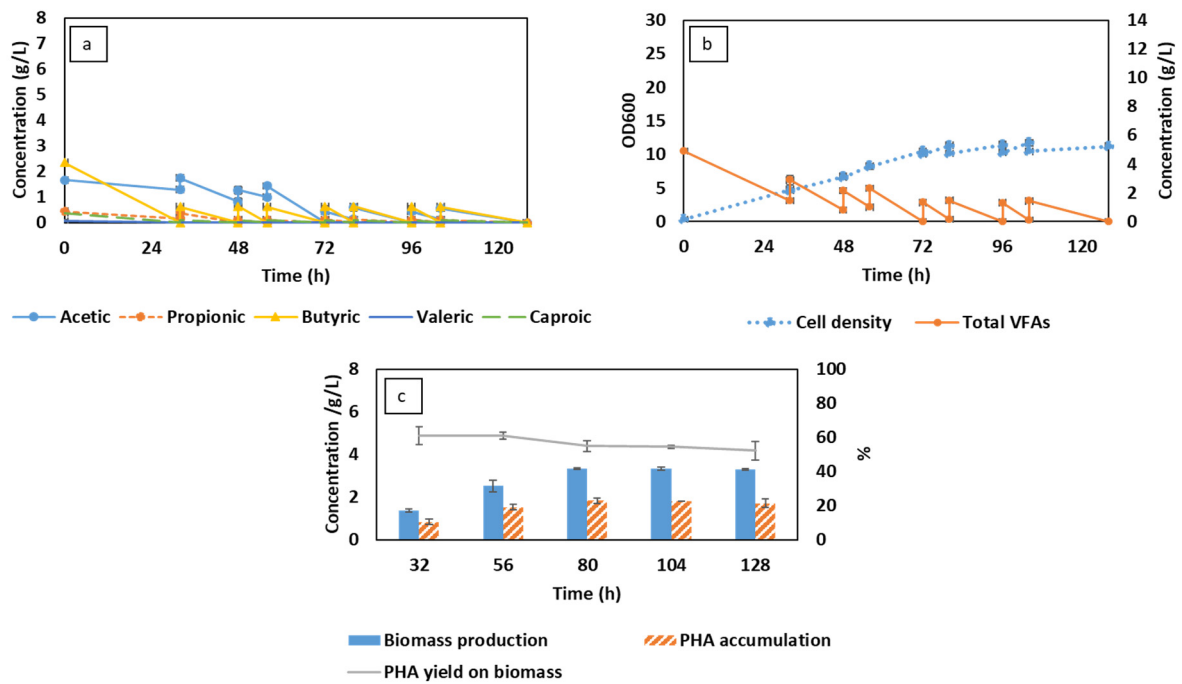 a
Concentration (g/L)
8
7
6
5
4
3
2
1
0
0 24 48 72 96 120
Time (h)
Acetic Propionic Butyric Valeric Caproic
b
OD600
30
25
20
15
10
5
0
14
12
10
8
6
4
2
0
Concentration (g/L)
0 24 48 72 96 120
Time (h)
Cell density Total VFAs
c
Concentration /g/L)
8
6
4
2
0
100
80
60
40
20
0
%
32 56 80 104 128
Time (h)
Biomass production PHA accumulation
PHA yield on biomass